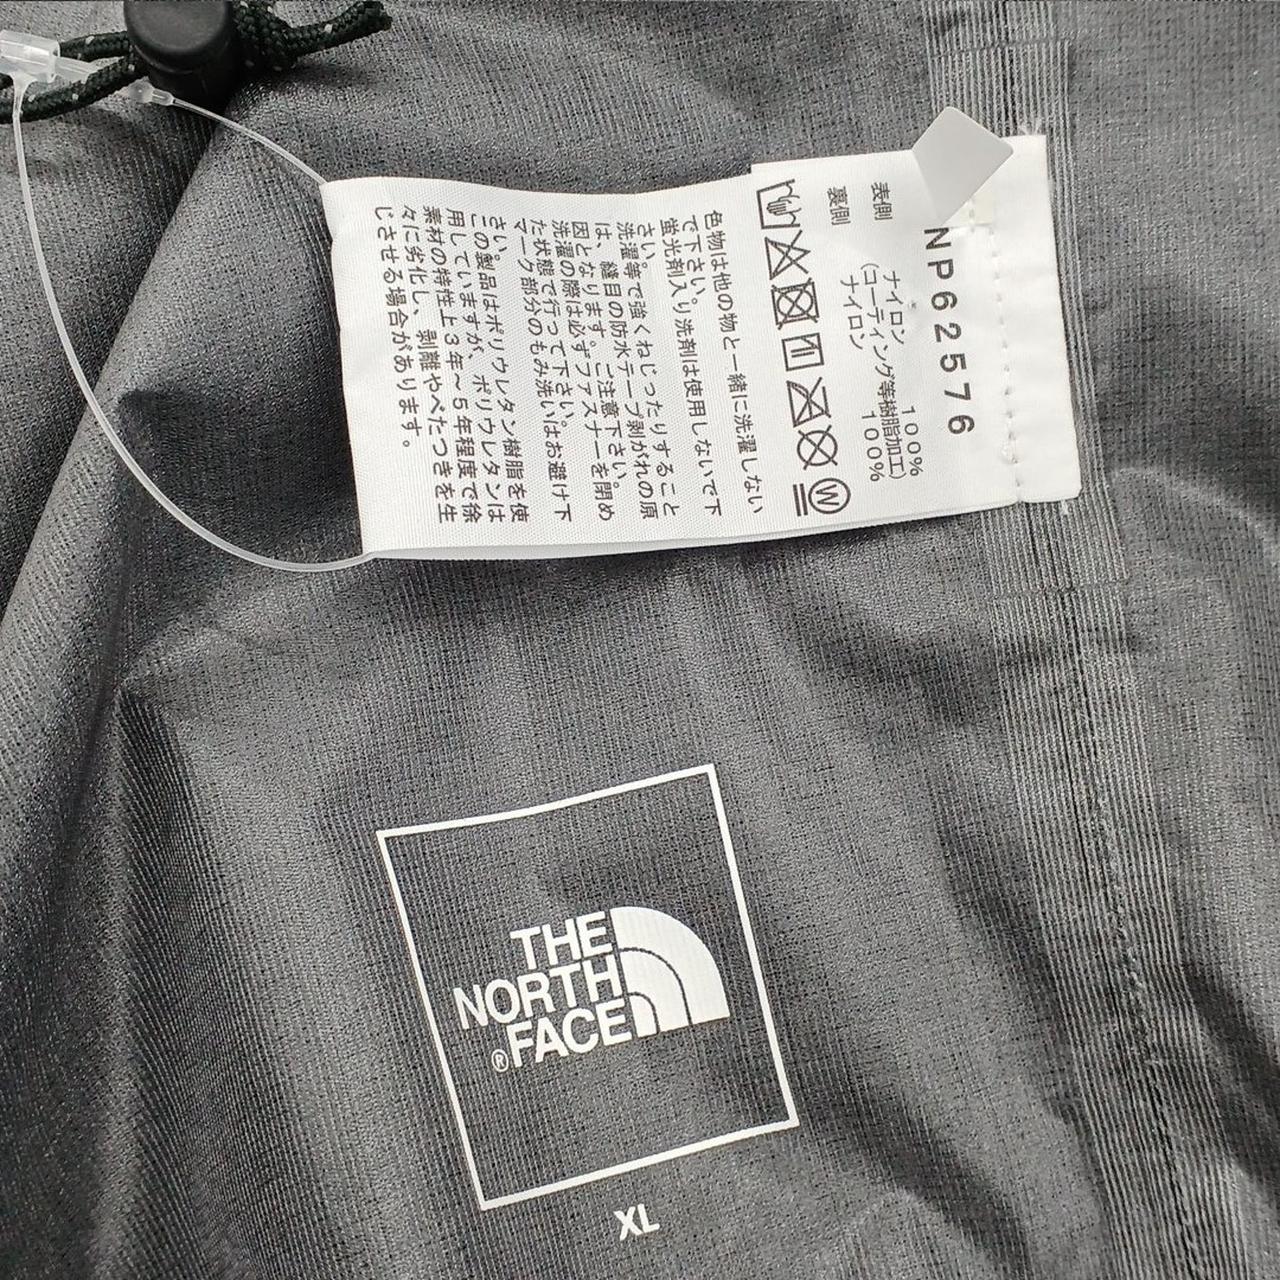 NP62576
表側 ナイロン 100%
(コーティング等樹脂加工)
裏側 ナイロン 100%
W
色物は他の物と一緒に洗濯しない
で下さい。
蛍光剤入り洗剤は使用しないで下
さい。
洗濯等で強くねじったりすること
は、縫目の防水テープ剥がれの原
因となります。ご注意下さい。
洗濯の際は必ずファスナーを閉め
た状態で行って下さい。
マーク部分のもみ洗いはお避け下
さい。
この製品はポリウレタン樹脂を使
用していますが、ポリウレタンは
素材の特性上3年〜5年程度で徐
々に劣化し、剥離やべたつきを生
じさせる場合があります。
THE
NORTH
®FACE
XL